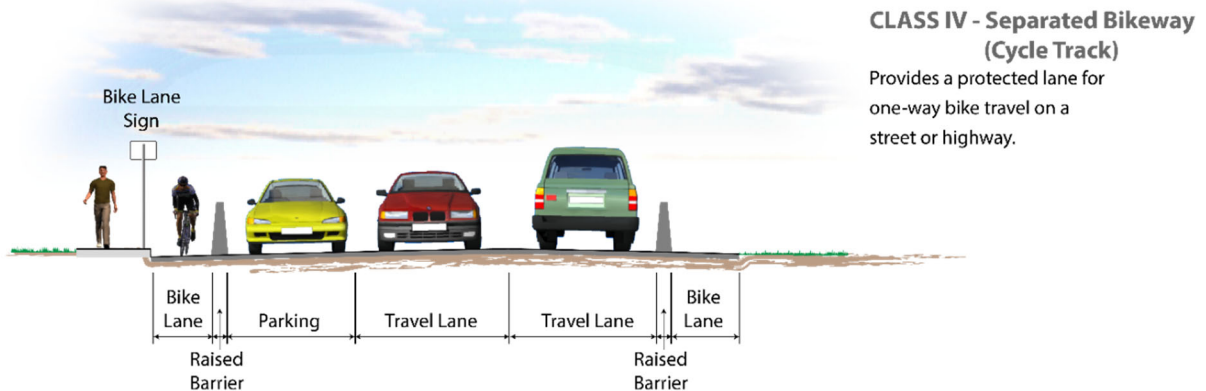 CLASS IV - Separated Bikeway
(Cycle Track)
Provides a protected lane for
one-way bike travel on a
street or highway.
Bike Lane
Sign
Bike
Lane
Raised
Barrier
Parking
Travel Lane
Travel Lane
Raised
Barrier
Bike
Lane